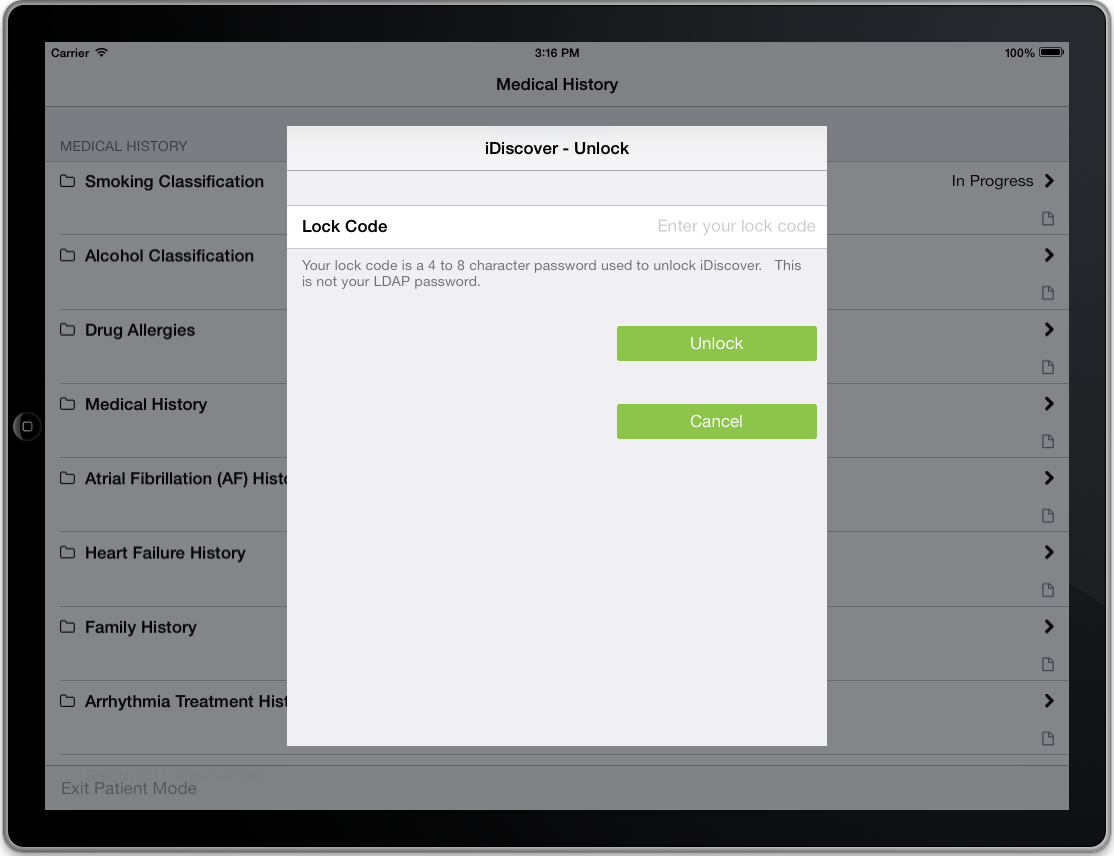 Carrier 3:16 PM 100%
Medical History
MEDICAL HISTORY
iDiscover - Unlock
Smoking Classification In Progress
Lock Code Enter your lock code
Alcohol Classification
Your lock code is a 4 to 8 character password used to unlock iDiscover. This
is not your LDAP password.
Drug Allergies
Unlock
Medical History
Cancel
Atrial Fibrillation (AF) Histo
Heart Failure History
Family History
Arrhythmia Treatment Hist
Exit Patient Mode